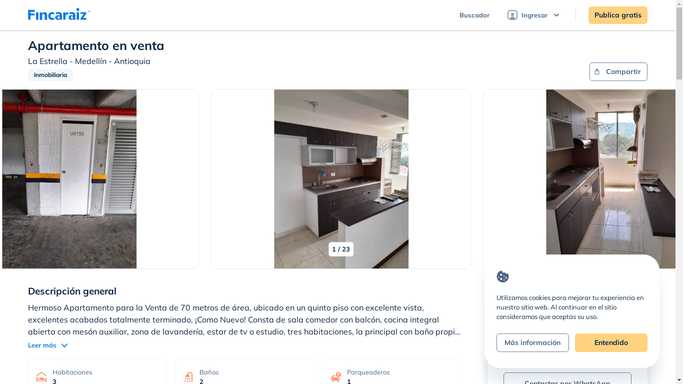 Fincaraiz
Buscador
Ingresar
Publica gratis
Apartamento en venta
La Estrella - Medellín - Antioquia
Inmobiliaria
Compartir
1 / 23
Descripción general
Hermoso Apartamento para la Venta de 70 metros de área, ubicado en un quinto piso con excelente vista,
excelentes acabados totalmente terminado, ¡Como Nuevo! Consta de sala comedor con balcón, cocina integral
abierta con mesón auxiliar, zona de lavandería, estar de tv o estudio, tres habitaciones, la principal con baño propi...
Leer más
Habitaciones
3
Baños
2
Parqueaderos
1
Utilizamos cookies para mejorar tu experiencia en
nuestro sitio web. Al continuar en el sitio
consideramos que aceptas su uso.
Más información
Entendido
Contactar por WhatsApp